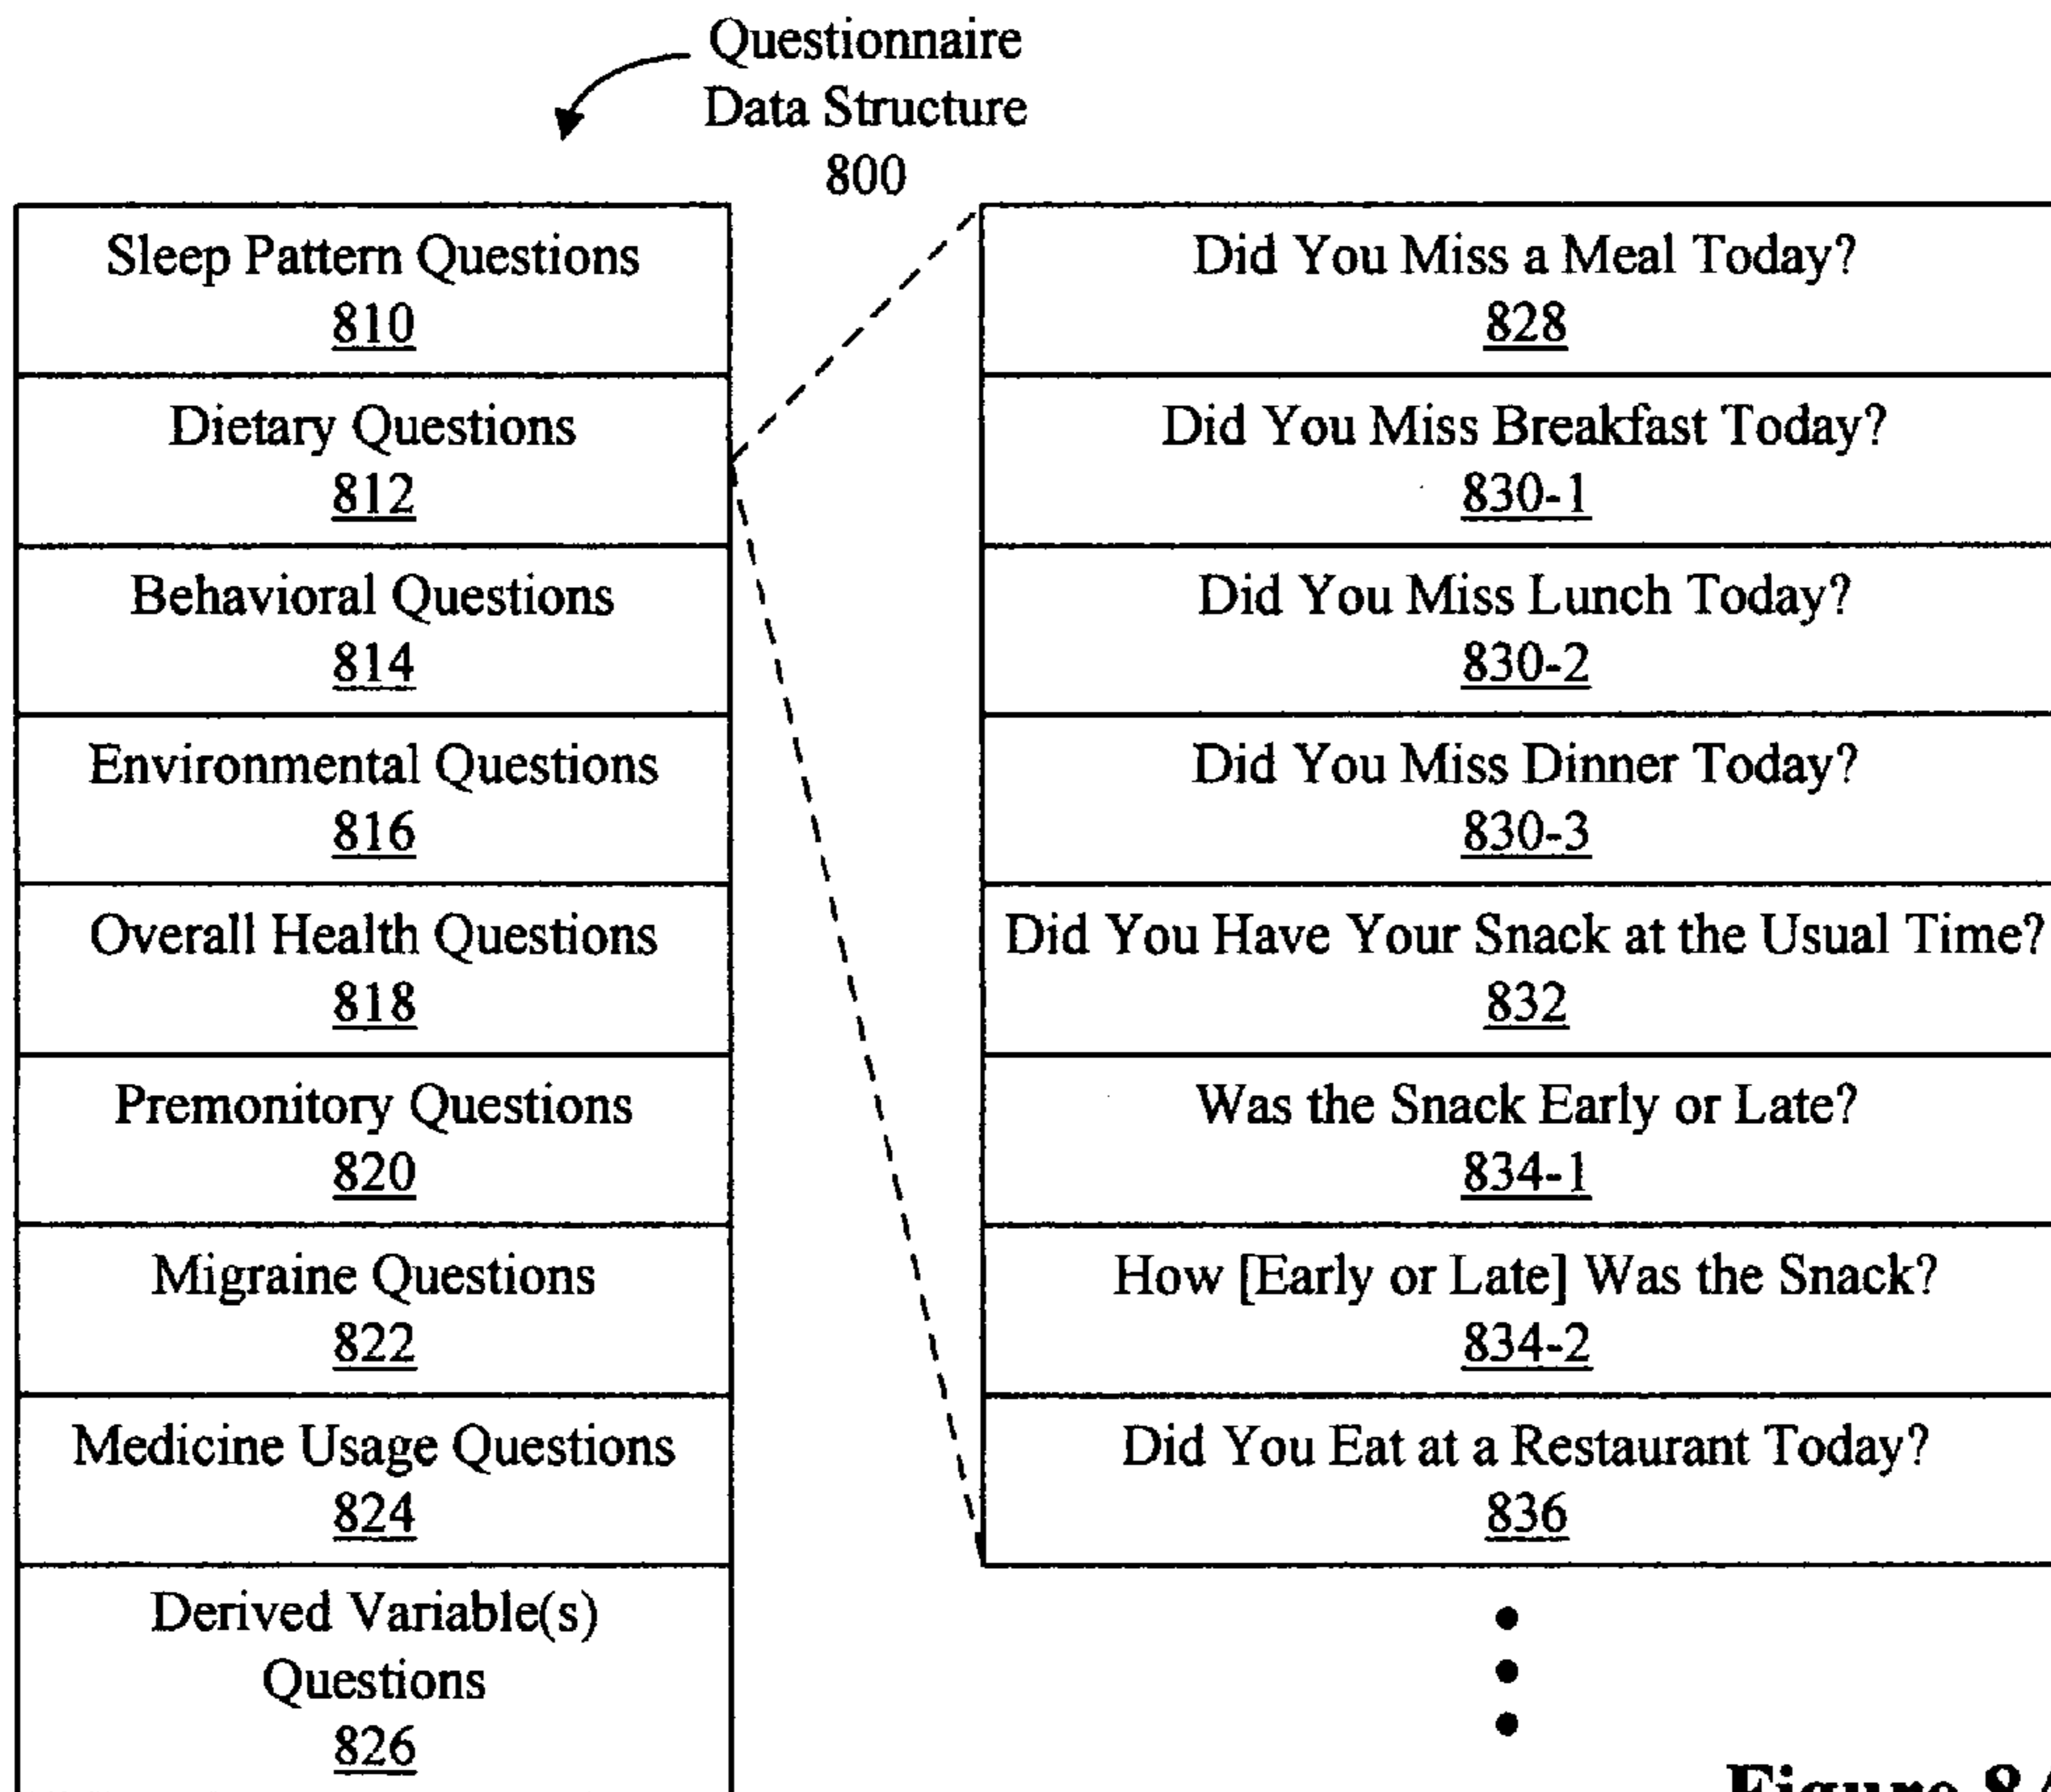 Questionnaire
Data Structure
800
Sleep Pattern Questions
810
Dietary Questions
812
Behavioral Questions
814
Environmental Questions
816
Overall Health Questions
818
Premonitory Questions
820
Migraine Questions
822
Medicine Usage Questions
824
Derived Variable(s)
Questions
826
Did You Miss a Meal Today?
828
Did You Miss Breakfast Today?
830-1
Did You Miss Lunch Today?
830-2
Did You Miss Dinner Today?
830-3
Did You Have Your Snack at the Usual Time?
832
Was the Snack Early or Late?
834-1
How [Early or Late] Was the Snack?
834-2
Did You Eat at a Restaurant Today?
836
Figure 8